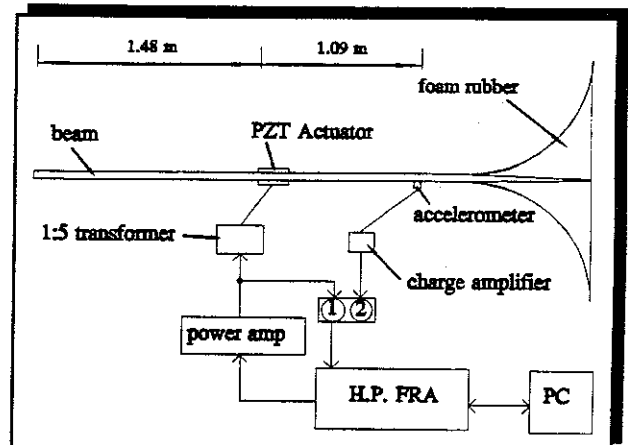 1.48 m 1.09 m
foam rubber
beam PZT Actuator
1:5 transformer
accelerometer
charge amplifier
1 2
power amp
H.P. FRA PC